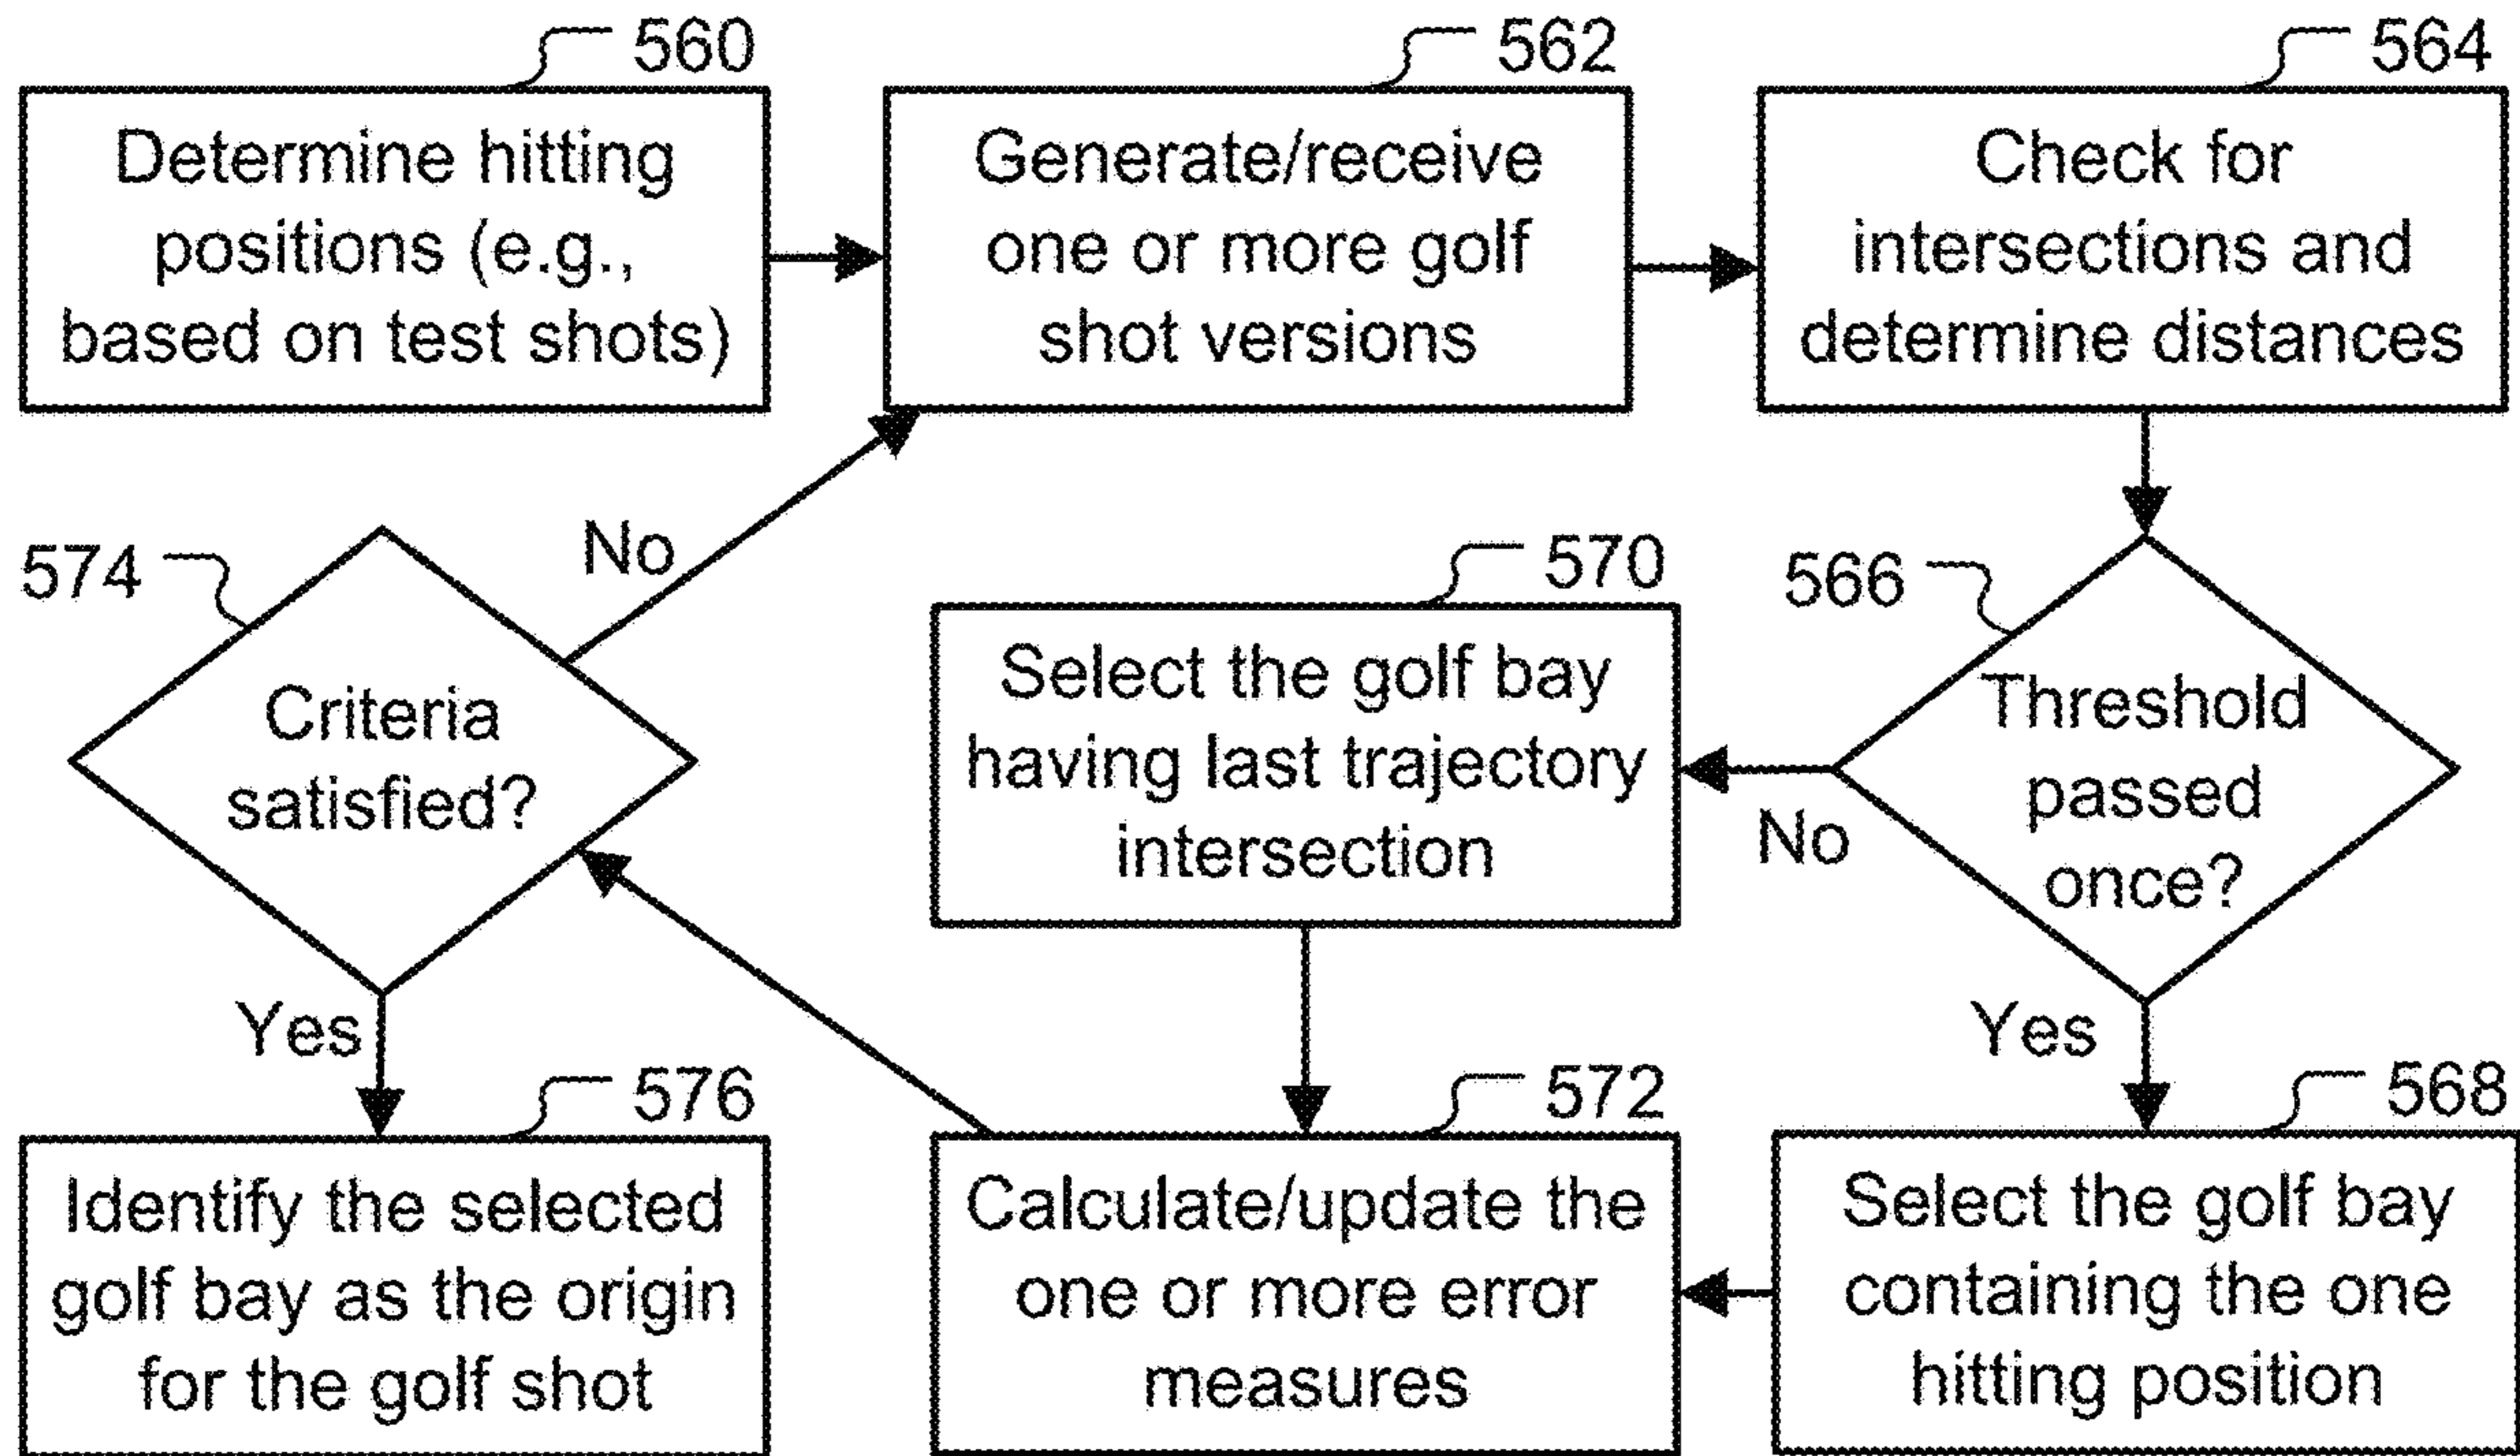 560
Determine hitting
positions (e.g.,
based on test shots)
562
Generate/receive
one or more golf
shot versions
564
Check for
intersections and
determine distances
566
Threshold
passed
once?
No
Yes
570
Select the golf bay
having last trajectory
intersection
568
Select the golf bay
containing the one
hitting position
572
Calculate/update the
one or more error
measures
574
Criteria
satisfied?
No
Yes
576
Identify the selected
golf bay as the origin
for the golf shot